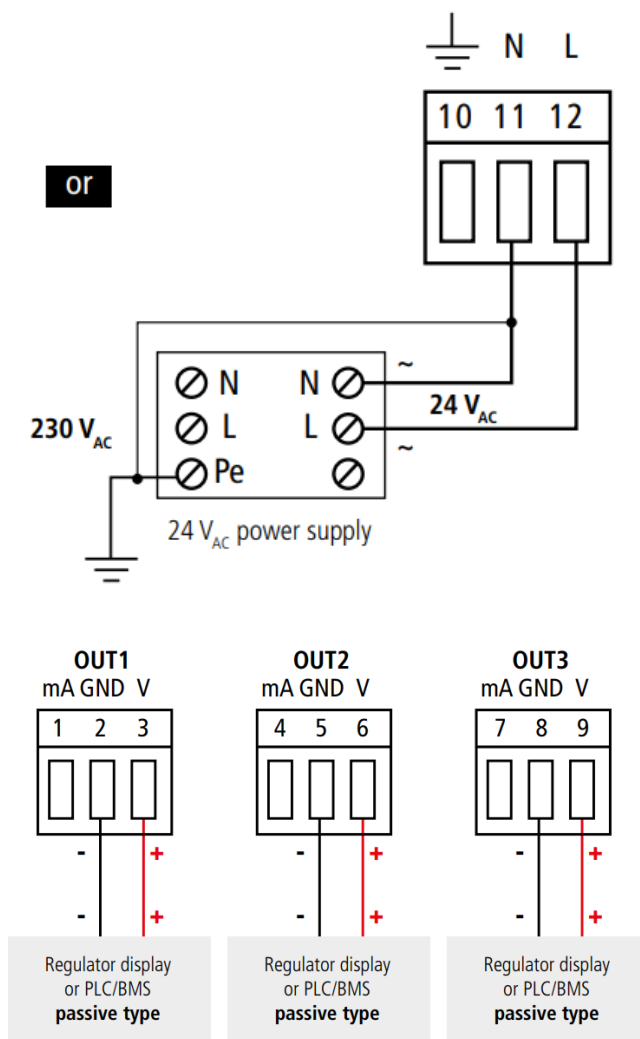 N L
10 11 12
or
~
N N
24 VAC
230 VAC
L L
~
Pe
24 VAC power supply
OUT1 OUT2 OUT3
mA GND V mA GND V mA GND V
1 2 3 4 5 6 7 8 9
- + - + - +
- + - + - +
Regulator display Regulator display Regulator display
or PLC/BMS or PLC/BMS or PLC/BMS
passive type passive type passive type